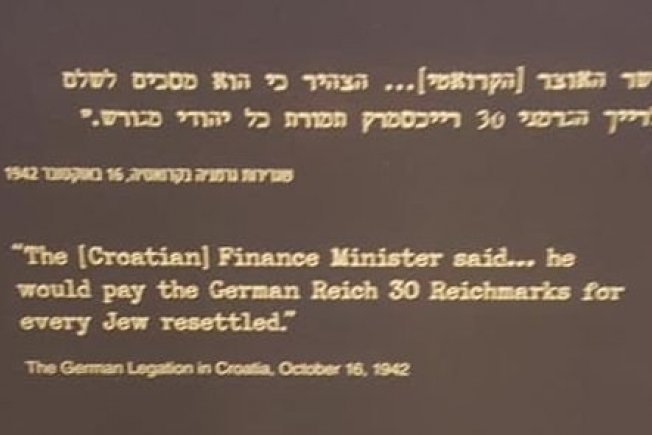 שר האוצר [הקרואטי]... הצהיר כי הוא מסכים לשלם
לרייך הגרמני 30 רייכסמרק תמורת כל יהודי מגורש."
שגרירות גרמניה בקרואטיה, 16 באוקטובר 1942
"The [Croatian] Finance Minister said... he
would pay the German Reich 30 Reichmarks for
every Jew resettled."
The German Legation in Croatia, October 16, 1942